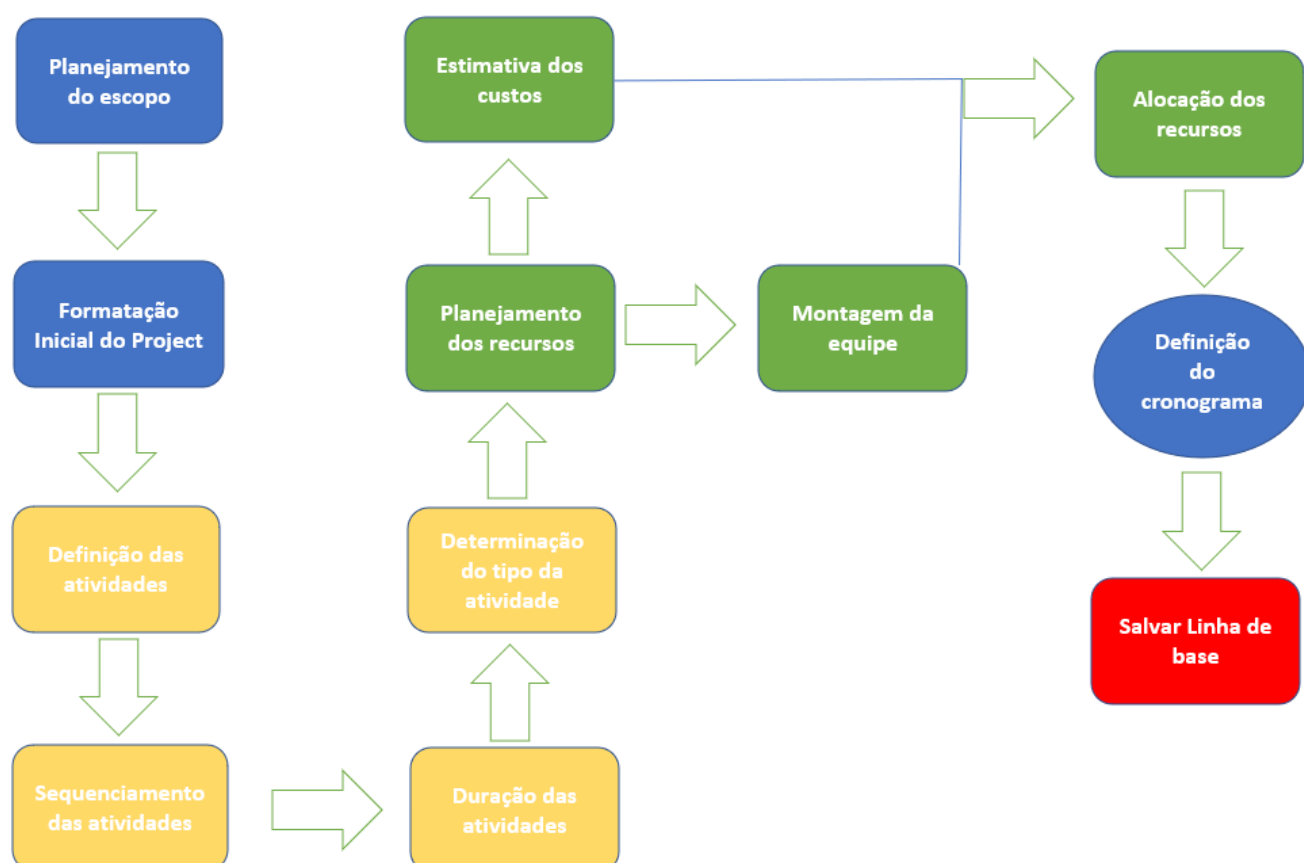 Planejamento
do escopo
Formatação
Inicial do Project
Definição das
atividades
Sequenciamento
das atividades
Duração das
atividades
Determinação
do tipo da
atividade
Planejamento
dos recursos
Estimativa dos
custos
Montagem da
equipe
Alocação dos
recursos
Definição
do
cronograma
Salvar Linha de
base